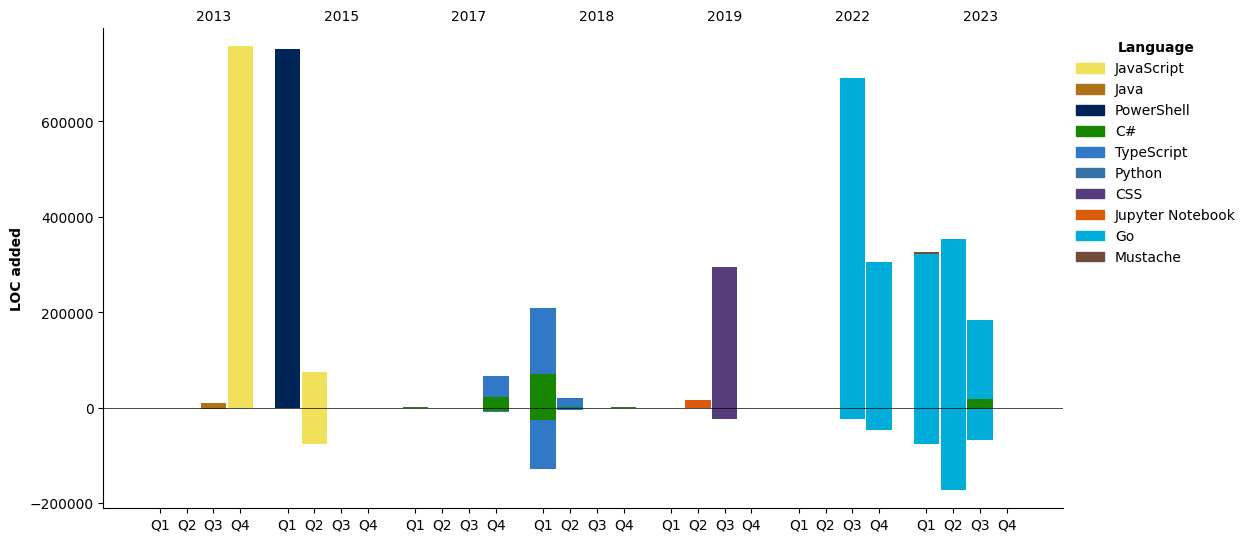 2013 2015 2017 2018 2019 2022 2023
Language
JavaScript
Java
PowerShell
C#
TypeScript
Python
CSS
Jupyter Notebook
Go
Mustache
LOC added
600000
400000
200000
0
−200000
Q1 Q2 Q3 Q4 Q1 Q2 Q3 Q4 Q1 Q2 Q3 Q4 Q1 Q2 Q3 Q4 Q1 Q2 Q3 Q4 Q1 Q2 Q3 Q4 Q1 Q2 Q3 Q4